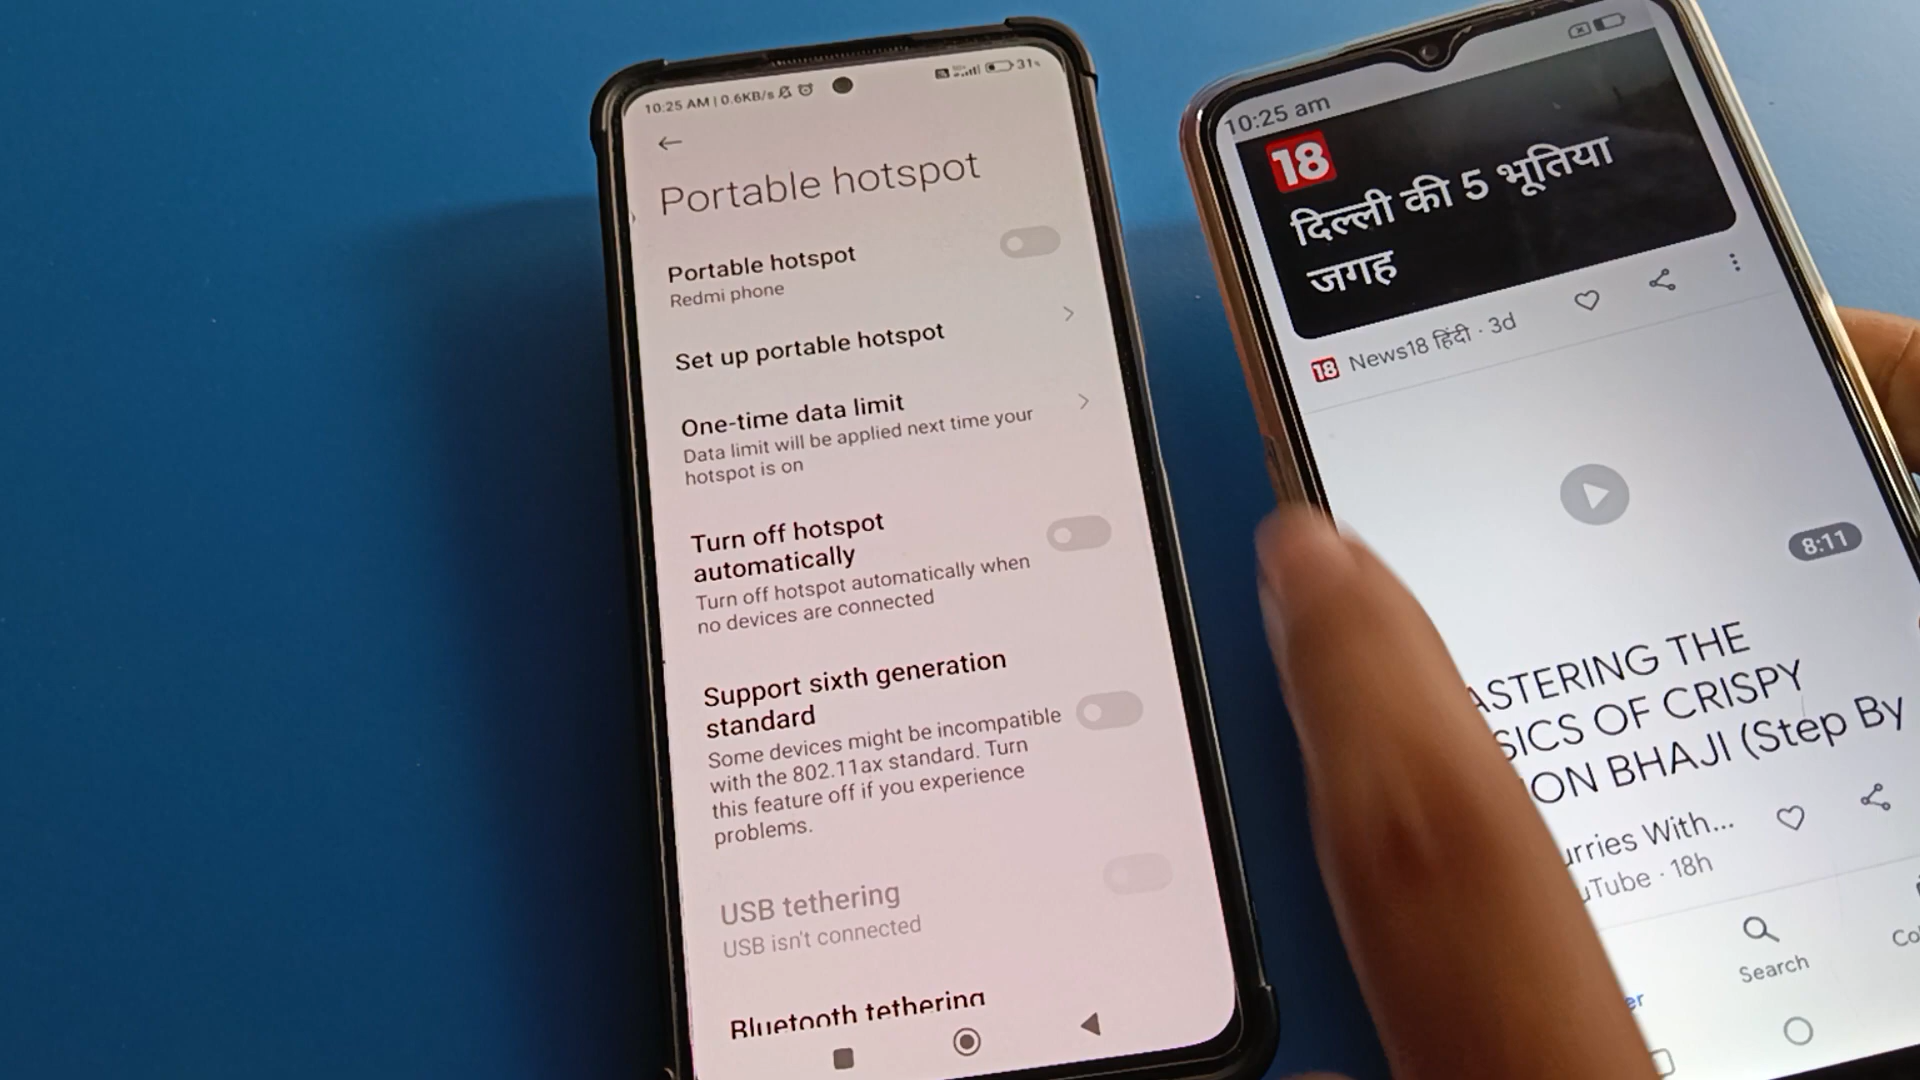 10:25 AM | 0.6KB/s
31%
Portable hotspot
Portable hotspot
Redmi phone
Set up portable hotspot
One-time data limit
Data limit will be applied next time your
hotspot is on
Turn off hotspot
automatically
Turn off hotspot automatically when
no devices are connected
Support sixth generation
standard
Some devices might be incompatible
with the 802.11ax standard. Turn
this feature off if you experience
problems.
USB tethering
USB isn't connected
Bluetooth tethering
10:25 am
18
दिल्ली की 5 भूतिया
जगह
18 News18 हिंदी · 3d
8:11
ASTERING THE
SICS OF CRISPY
ION BHAJI (Step By
urries With...
uTube · 18h
Search